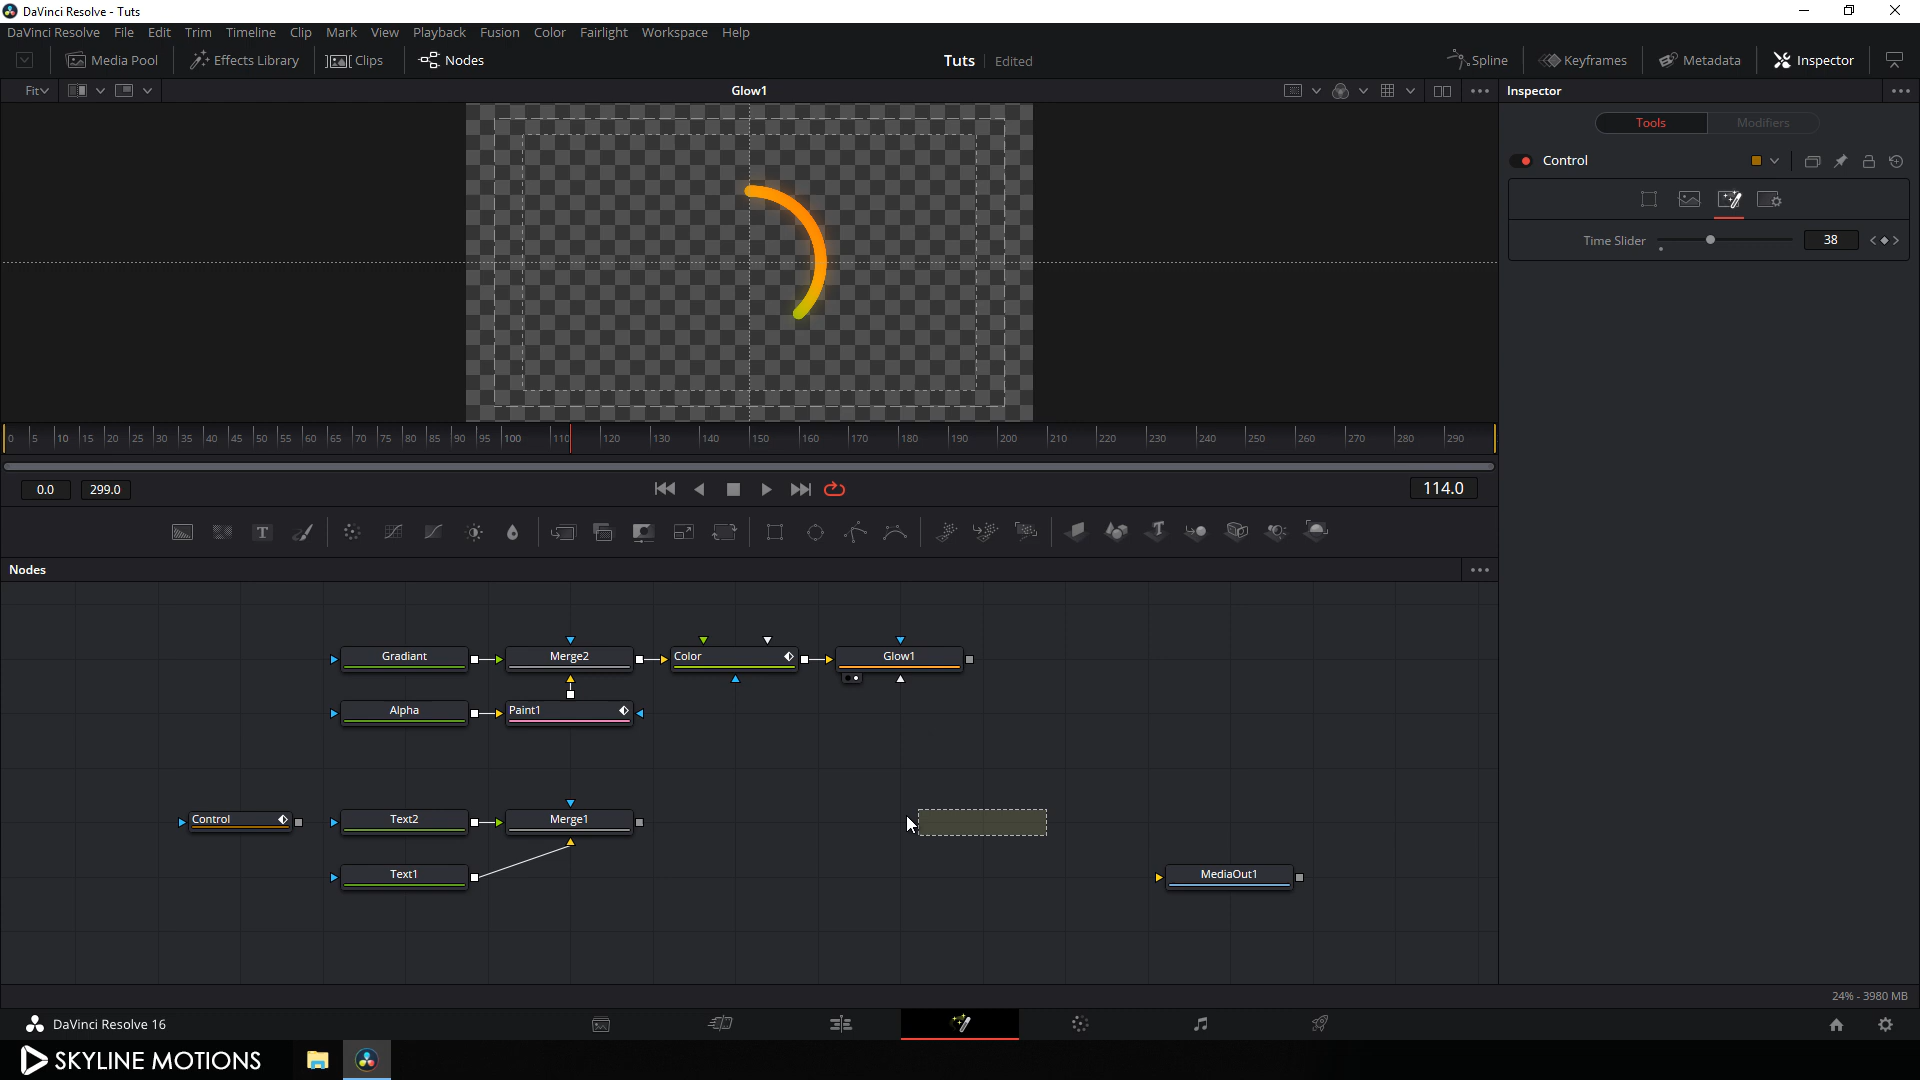 DaVinci Resolve - Tuts
DaVinci Resolve File Edit Trim Timeline Clip Mark View Playback Fusion Color Fairlight Workspace Help
Media Pool Effects Library Clips Nodes Tuts Edited Spline Keyframes Metadata Inspector
Fit Glow1 Inspector
Tools Modifiers
Control
Time Slider 38
0 5 10 15 20 25 30 35 40 45 50 55 60 65 70 75 80 85 90 95 100 110 120 130 140 150 160 170 180 190 200 210 220 230 240 250 260 270 280 290
0.0 299.0 114.0
T T
Nodes
Gradiant Merge2 Color Glow1
Alpha Paint1
Control Text2 Merge1
Text1 MediaOut1
24% - 3980 MB
DaVinci Resolve 16
SKYLINE MOTIONS